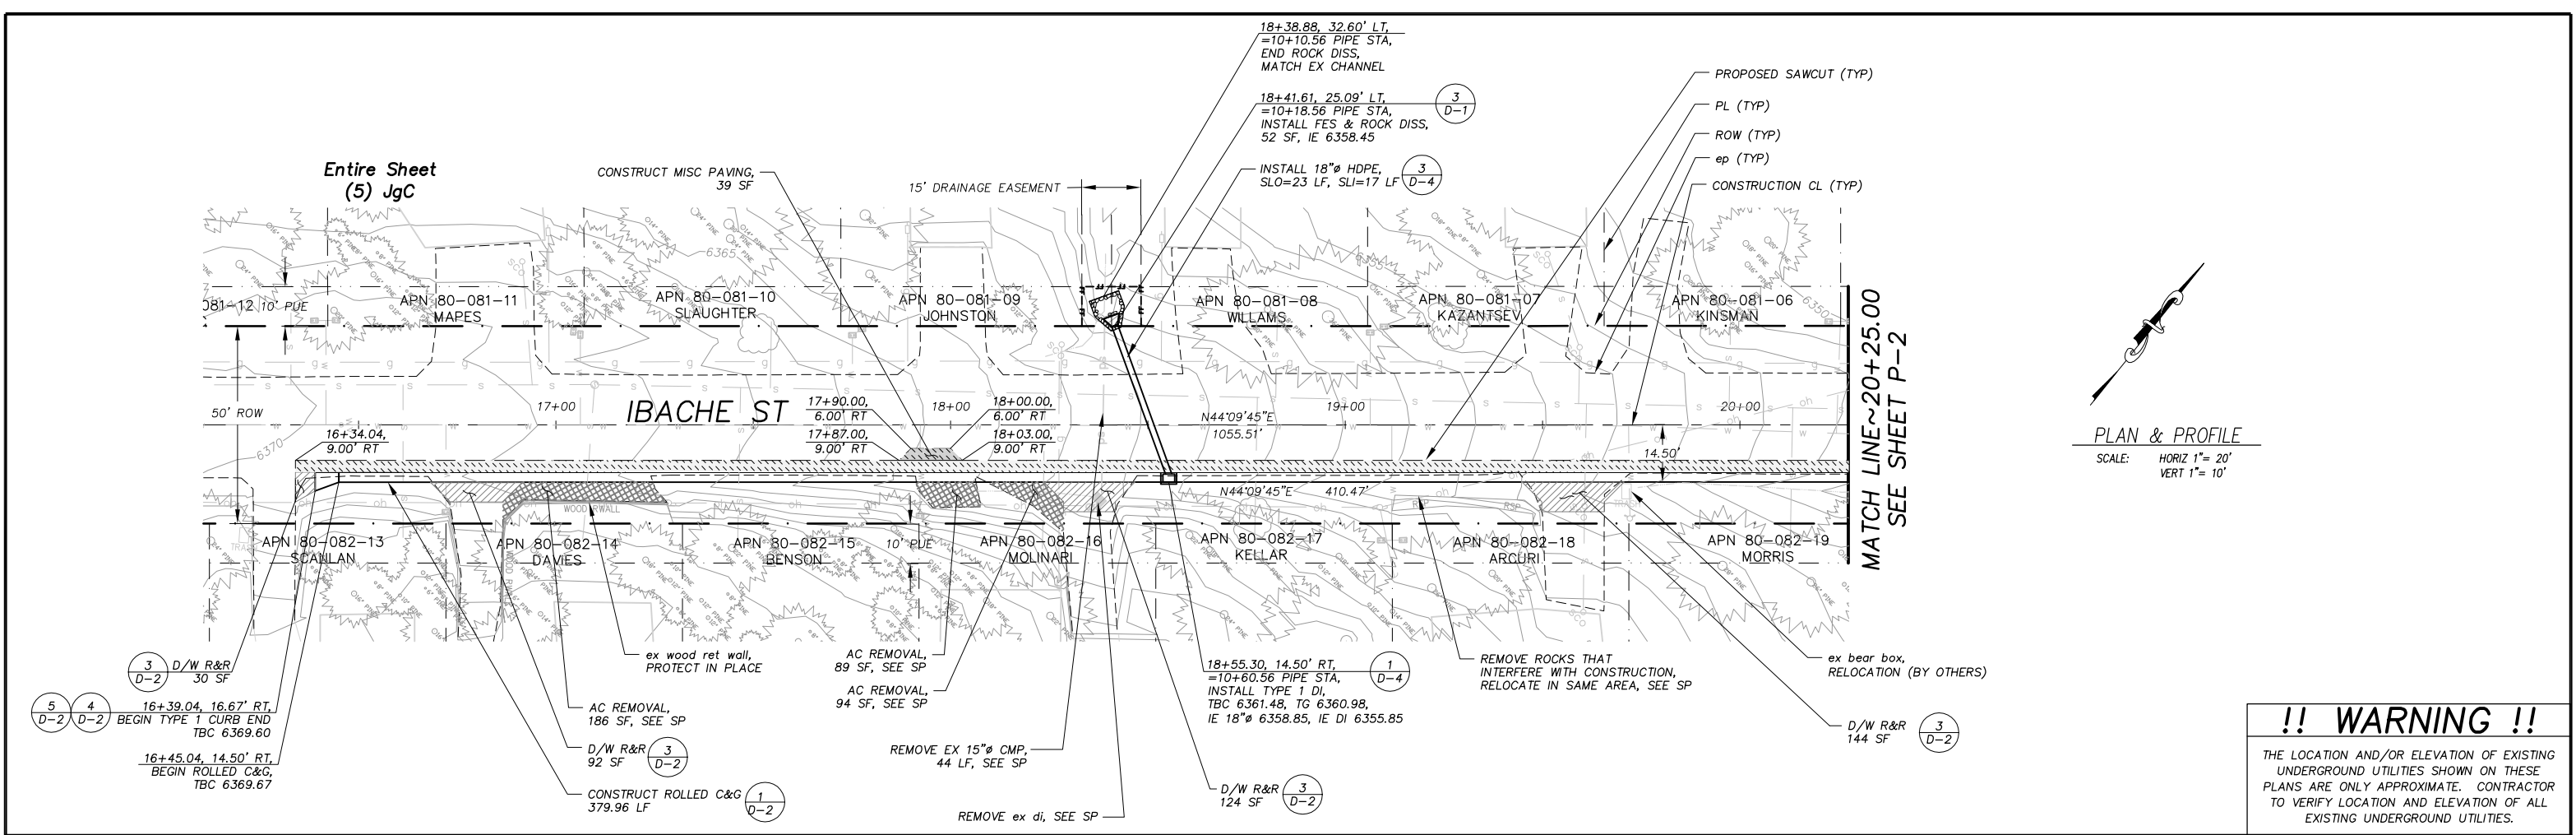 18+38.88, 32.60' LT,
=10+10.56 PIPE STA,
END ROCK DISS,
MATCH EX CHANNEL
18+41.61, 25.09' LT,
=10+18.56 PIPE STA,
INSTALL FES & ROCK DISS,
52 SF, IE 6358.45
3
D-1
INSTALL 18"ø HDPE,
SLO=23 LF, SLI=17 LF
3
D-4
PROPOSED SAWCUT (TYP)
PL (TYP)
ROW (TYP)
ep (TYP)
CONSTRUCTION CL (TYP)
Entire Sheet
(5) JgC
CONSTRUCT MISC PAVING,
39 SF
15' DRAINAGE EASEMENT
6365
6355
6350
081-12
10' PUE
APN 80-081-11
MAPES
APN 80-081-10
SLAUGHTER
APN 80-081-09
JOHNSTON
APN 80-081-08
WILLAMS
APN 80-081-07
KAZANTSEV
APN 80-081-06
KINSMAN
MATCH LINE~20+25.00
SEE SHEET P-2
50' ROW
17+00
IBACHE ST
17+90.00,
6.00' RT
17+87.00,
9.00' RT
18+00
18+00.00,
6.00' RT
18+03.00,
9.00' RT
N44°09'45"E
1055.51'
19+00
20+00
14.50'
16+34.04,
9.00' RT
6370
N44°09'45"E 410.47'
WOOD RWALL
RSP
RSP
APN 80-082-13
SCANLAN
APN 80-082-14
DAVIES
APN 80-082-15
BENSON
10' PUE
APN 80-082-16
MOLINARI
APN 80-082-17
KELLAR
APN 80-082-18
ARCURI
APN 80-082-19
MORRIS
PLAN & PROFILE
SCALE: HORIZ 1"= 20'
VERT 1"= 10'
3
D-2
D/W R&R
30 SF
5
D-2
4
D-2
16+39.04, 16.67' RT,
BEGIN TYPE 1 CURB END
TBC 6369.60
16+45.04, 14.50' RT,
BEGIN ROLLED C&G,
TBC 6369.67
ex wood ret wall,
PROTECT IN PLACE
AC REMOVAL,
186 SF, SEE SP
D/W R&R
92 SF
3
D-2
CONSTRUCT ROLLED C&G
379.96 LF
1
D-2
AC REMOVAL,
89 SF, SEE SP
AC REMOVAL,
94 SF, SEE SP
REMOVE EX 15"ø CMP,
44 LF, SEE SP
REMOVE ex di, SEE SP
D/W R&R
124 SF
3
D-2
18+55.30, 14.50' RT,
=10+60.56 PIPE STA,
INSTALL TYPE 1 DI,
TBC 6361.48, TG 6360.98,
IE 18"ø 6358.85, IE DI 6355.85
1
D-4
REMOVE ROCKS THAT
INTERFERE WITH CONSTRUCTION,
RELOCATE IN SAME AREA, SEE SP
ex bear box,
RELOCATION (BY OTHERS)
D/W R&R
144 SF
3
D-2
!! WARNING !!
THE LOCATION AND/OR ELEVATION OF EXISTING
UNDERGROUND UTILITIES SHOWN ON THESE
PLANS ARE ONLY APPROXIMATE. CONTRACTOR
TO VERIFY LOCATION AND ELEVATION OF ALL
EXISTING UNDERGROUND UTILITIES.